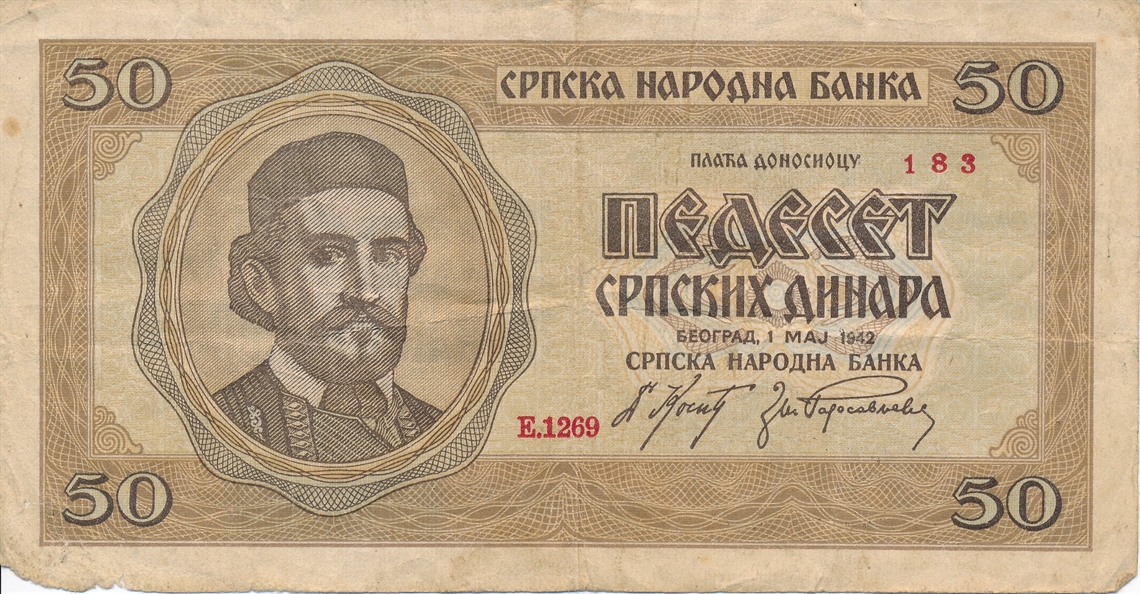 50
СРПСКА НАРОДНА БАНКА
50
ПЛАЋА ДОНОСИОЦУ 183
ПЕДЕСЕТ
СРПСКИХ ДИНАРА
БЕОГРАД, 1 МАЈ 1942
СРПСКА НАРОДНА БАНКА
E.1269
50
50